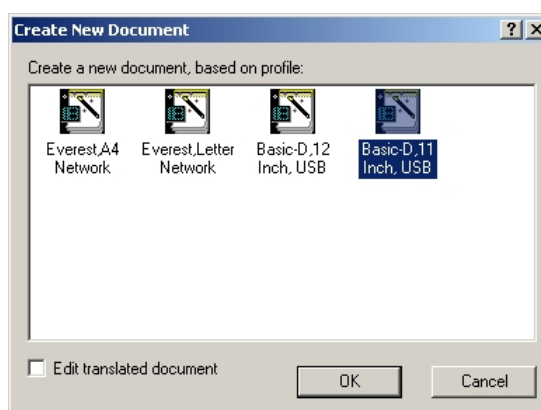 Create New Document
Create a new document, based on profile:
Everest,A4 Network
Everest,Letter Network
Basic-D,12 Inch, USB
Basic-D,11 Inch, USB
Edit translated document
OK
Cancel